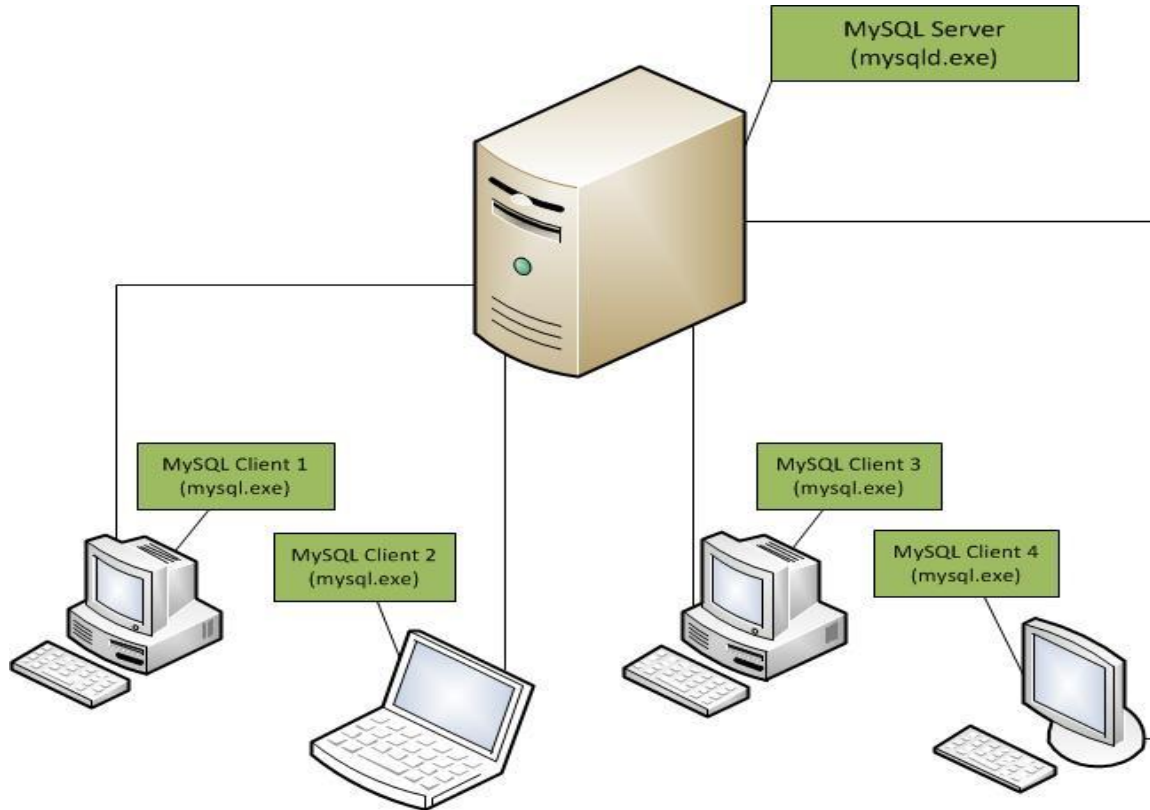 MySQL Server
(mysqld.exe)
MySQL Client 1
(mysql.exe)
MySQL Client 2
(mysql.exe)
MySQL Client 3
(mysql.exe)
MySQL Client 4
(mysql.exe)